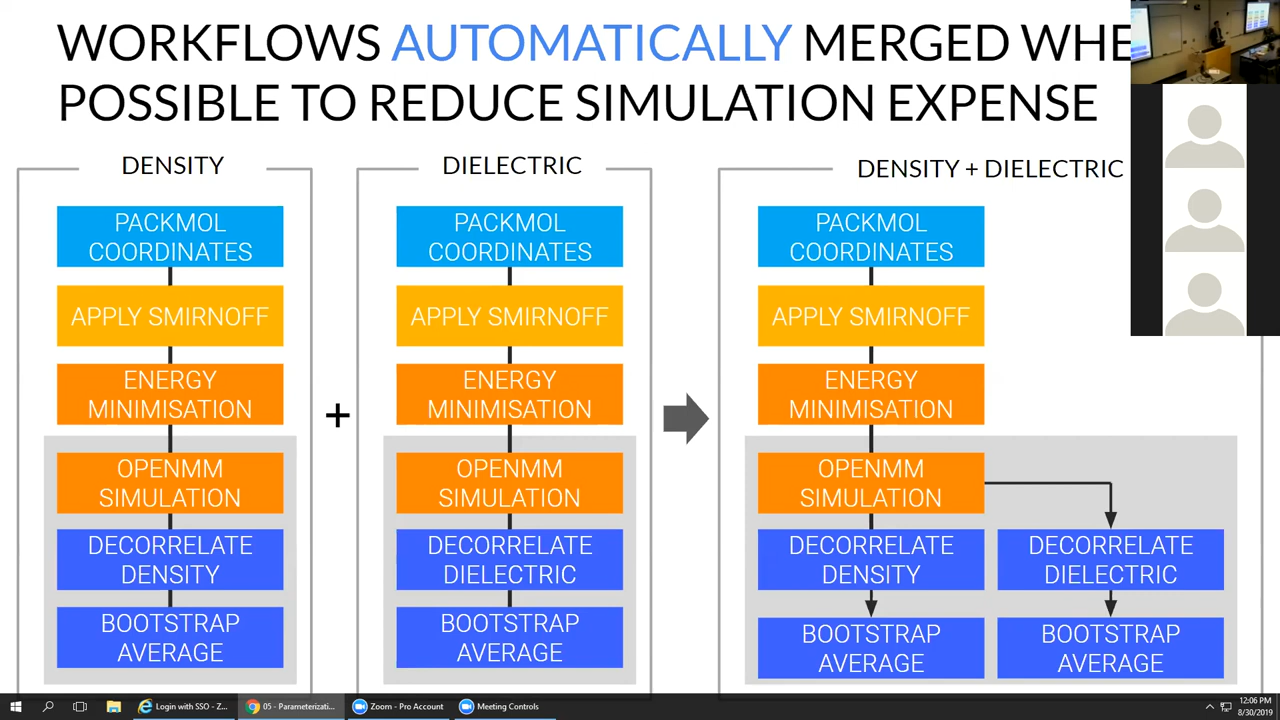 WORKFLOWS AUTOMATICALLY MERGED WHE
POSSIBLE TO REDUCE SIMULATION EXPENSE
DENSITY
PACKMOL
COORDINATES
APPLY SMIRNOFF
ENERGY
MINIMISATION
OPENMM
SIMULATION
DECORRELATE
DENSITY
BOOTSTRAP
AVERAGE
+
DIELECTRIC
PACKMOL
COORDINATES
APPLY SMIRNOFF
ENERGY
MINIMISATION
OPENMM
SIMULATION
DECORRELATE
DIELECTRIC
BOOTSTRAP
AVERAGE
DENSITY + DIELECTRIC
PACKMOL
COORDINATES
APPLY SMIRNOFF
ENERGY
MINIMISATION
OPENMM
SIMULATION
DECORRELATE
DENSITY
BOOTSTRAP
AVERAGE
DECORRELATE
DIELECTRIC
BOOTSTRAP
AVERAGE
Login with SSO - Z...
05 - Parameterizati...
Zoom - Pro Account
Meeting Controls
12:06 PM
8/30/2019